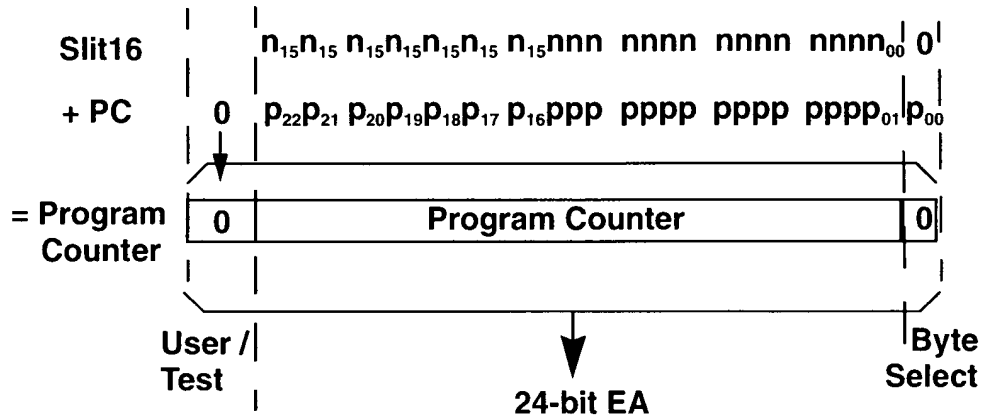 Slit16 n₁₅n₁₅ n₁₅n₁₅n₁₅n₁₅ n₁₅nnn nnnn nnnn nnnn₀₀ 0
+ PC 0 p₂₂p₂₁ p₂₀p₁₉p₁₈p₁₇ p₁₆ppp pppp pppp pppp₀₁ p₀₀
= Program Counter 0 Program Counter 0
User / Test
Byte Select
24-bit EA